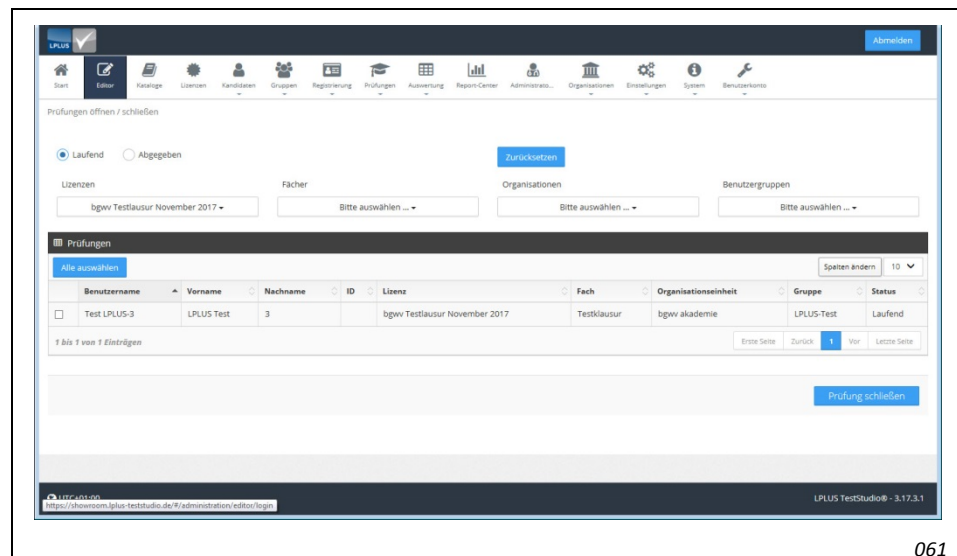 LPLUS
Abmelden
Start Editor Kataloge Lizenzen Kandidaten Gruppen Registrierung Prüfungen Auswertung Report-Center Administrato... Organisationen Einstellungen System Benutzerkonto
Prüfungen öffnen / schließen
Laufend Abgegeben Zurücksetzen
Lizenzen Fächer Organisationen Benutzergruppen
bgwv Testlausur November 2017 Bitte auswählen ... Bitte auswählen ... Bitte auswählen ...
Prüfungen
Alle auswählen Spalten ändern 10
Benutzername Vorname Nachname ID Lizenz Fach Organisationseinheit Gruppe Status
Test LPLUS-3 LPLUS Test 3 bgwv Testlausur November 2017 Testklausur bgwv akademie LPLUS-Test Laufend
1 bis 1 von 1 Einträgen Erste Seite Zurück 1 Vor Letzte Seite
Prüfung schließen
UTC+01:00 LPLUS TestStudio® - 3.17.3.1
https://showroom.lplus-teststudio.de/#/administration/editor/login
061